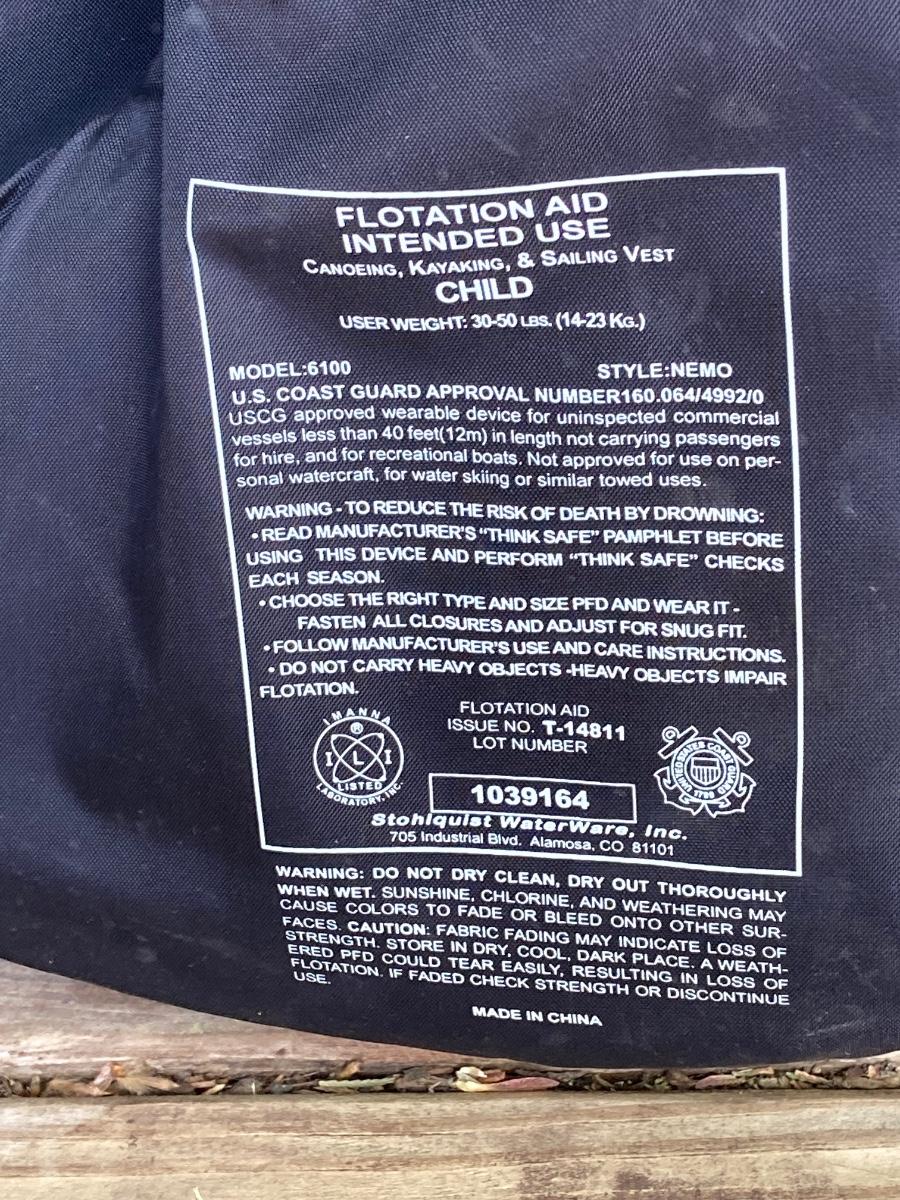 FLOTATION AID
INTENDED USE
CANOEING, KAYAKING, & SAILING VEST
CHILD
USER WEIGHT: 30-50 LBS. (14-23 KG.)
MODEL:6100 STYLE:NEMO
U.S. COAST GUARD APPROVAL NUMBER160.064/4992/0
USCG approved wearable device for uninspected commercial
vessels less than 40 feet(12m) in length not carrying passengers
for hire, and for recreational boats. Not approved for use on per-
sonal watercraft, for water skiing or similar towed uses.
WARNING - TO REDUCE THE RISK OF DEATH BY DROWNING:
• READ MANUFACTURER'S "THINK SAFE" PAMPHLET BEFORE
USING THIS DEVICE AND PERFORM "THINK SAFE" CHECKS
EACH SEASON.
• CHOOSE THE RIGHT TYPE AND SIZE PFD AND WEAR IT -
FASTEN ALL CLOSURES AND ADJUST FOR SNUG FIT.
• FOLLOW MANUFACTURER'S USE AND CARE INSTRUCTIONS.
• DO NOT CARRY HEAVY OBJECTS -HEAVY OBJECTS IMPAIR
FLOTATION.
IMANNA
®
I L I
LISTED
LABORATORY, INC.
FLOTATION AID
ISSUE NO. T-14811
LOT NUMBER
1039164
UNITED STATES COAST GUARD
1790
Stohlquist WaterWare, Inc.
705 Industrial Blvd. Alamosa, CO 81101
WARNING: DO NOT DRY CLEAN, DRY OUT THOROUGHLY
WHEN WET. SUNSHINE, CHLORINE, AND WEATHERING MAY
CAUSE COLORS TO FADE OR BLEED ONTO OTHER SUR-
FACES. CAUTION: FABRIC FADING MAY INDICATE LOSS OF
STRENGTH. STORE IN DRY, COOL, DARK PLACE. A WEATH-
ERED PFD COULD TEAR EASILY, RESULTING IN LOSS OF
FLOTATION. IF FADED CHECK STRENGTH OR DISCONTINUE
USE.
MADE IN CHINA